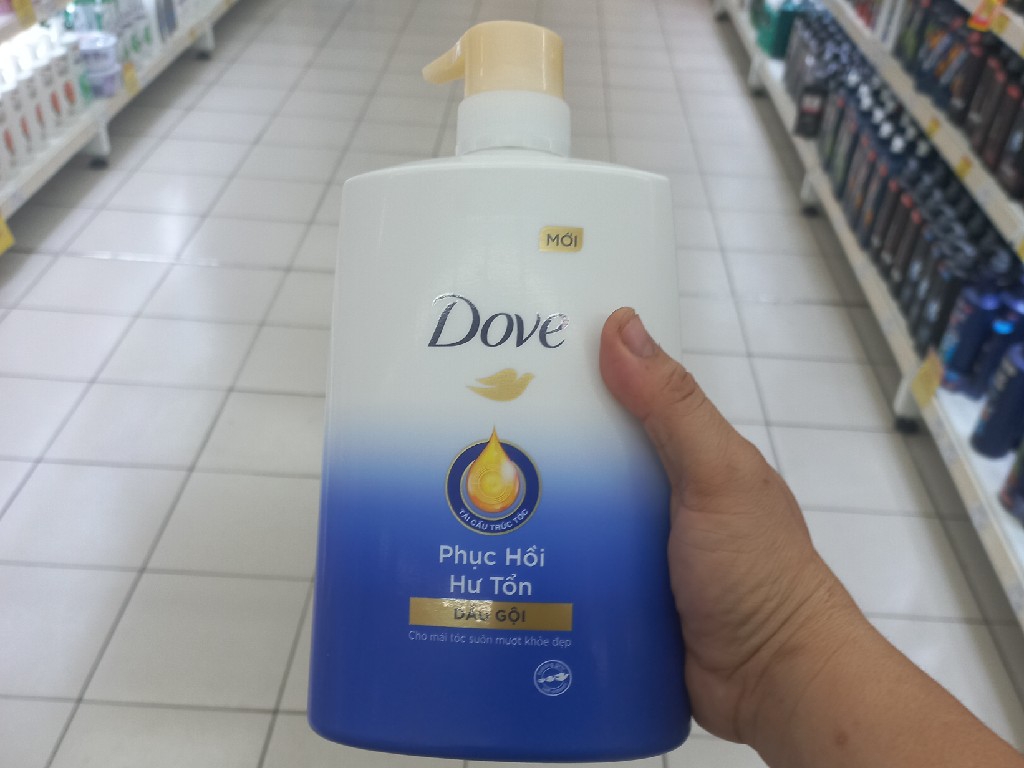 MỚI
Dove
TÁI CẤU TRÚC TÓC
Phục Hồi
Hư Tổn
DẦU GỘI
Cho mái tóc suôn mượt khỏe đẹp